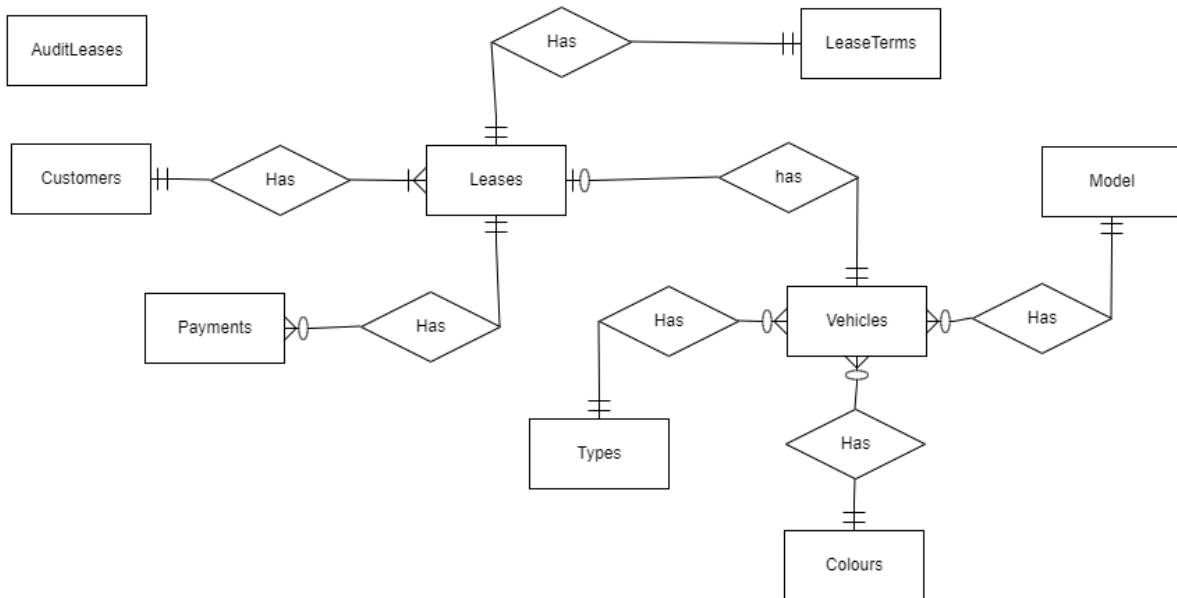 AuditLeases
Has
LeaseTerms
Customers
Has
Leases
has
Model
Payments
Has
Has
Vehicles
Has
Types
Has
Colours